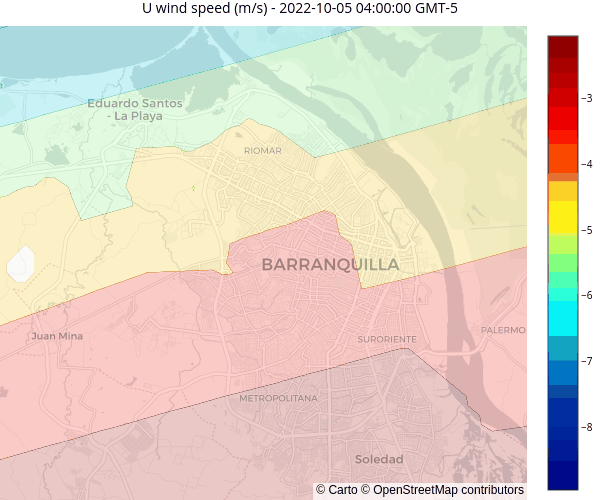 U wind speed (m/s) - 2022-10-05 04:00:00 GMT-5
Eduardo Santos
- La Playa
RIOMAR
BARRANQUILLA
Juan Mina
SURORIENTE
PALERMO
METROPOLITANA
Soledad
−3
−4
−5
−6
−7
−8
© Carto © OpenStreetMap contributors